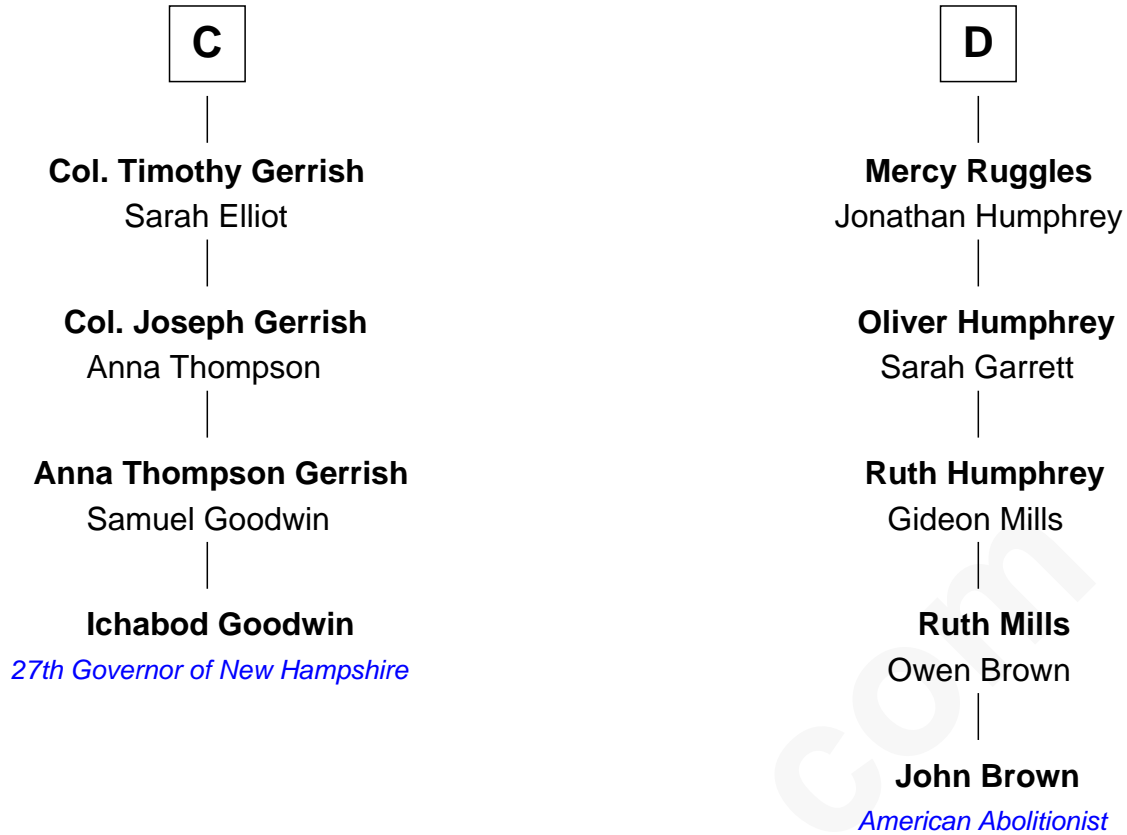 C
Col. Timothy Gerrish
Sarah Elliot
Col. Joseph Gerrish
Anna Thompson
Anna Thompson Gerrish
Samuel Goodwin
Ichabod Goodwin
27th Governor of New Hampshire
D
Mercy Ruggles
Jonathan Humphrey
Oliver Humphrey
Sarah Garrett
Ruth Humphrey
Gideon Mills
Ruth Mills
Owen Brown
John Brown
American Abolitionist
com